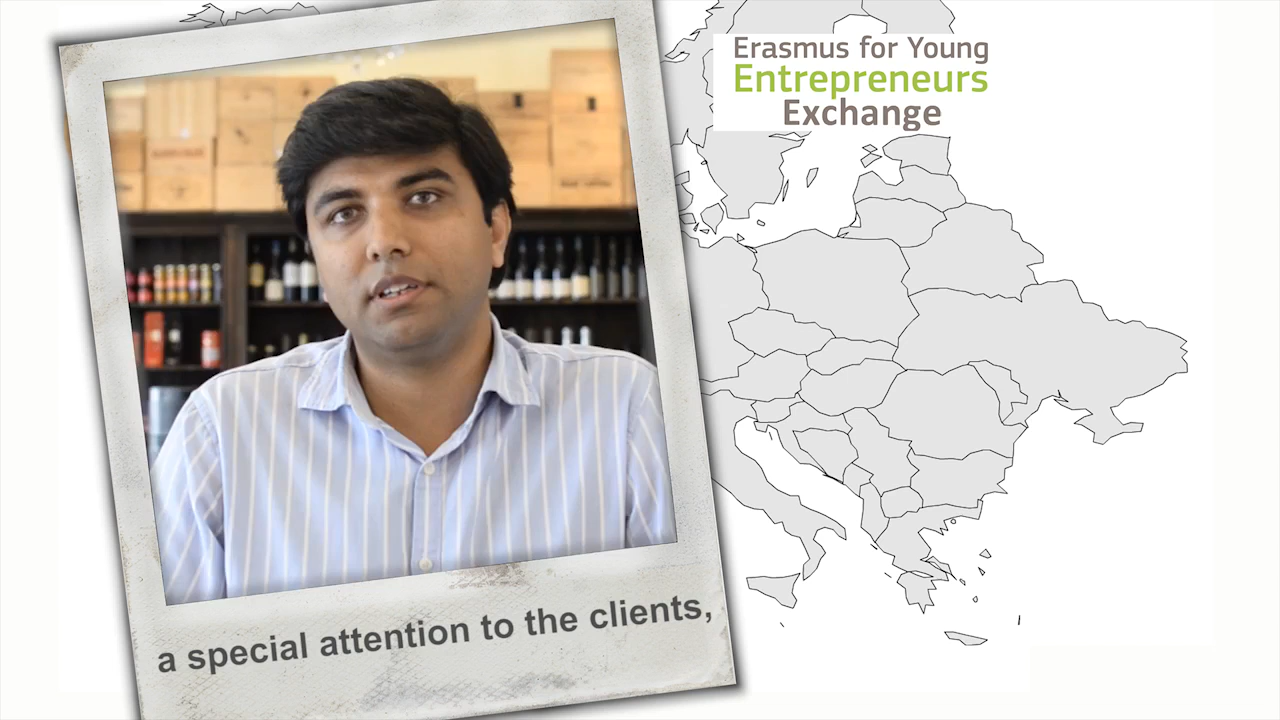 Erasmus for Young
Entrepreneurs
Exchange
a special attention to the clients,